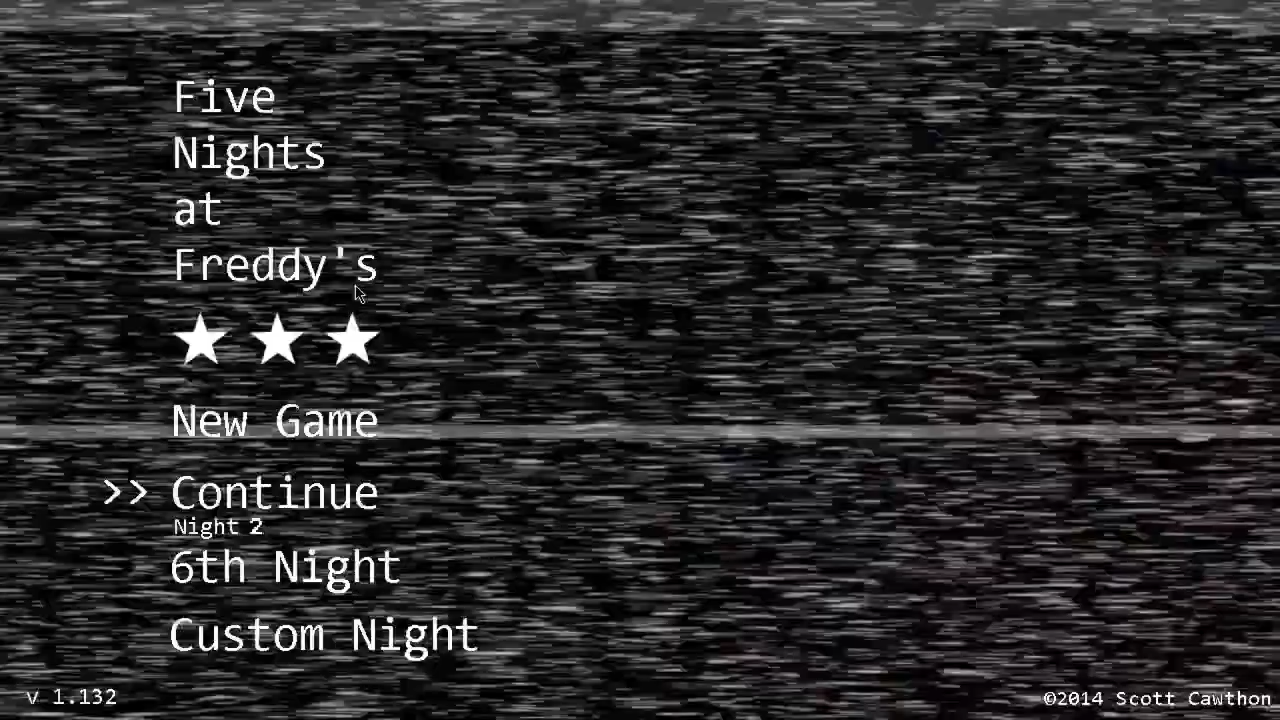 Five
Nights
at
Freddy's
New Game
>> Continue
Night 2
6th Night
Custom Night
v 1.132
©2014 Scott Cawthon